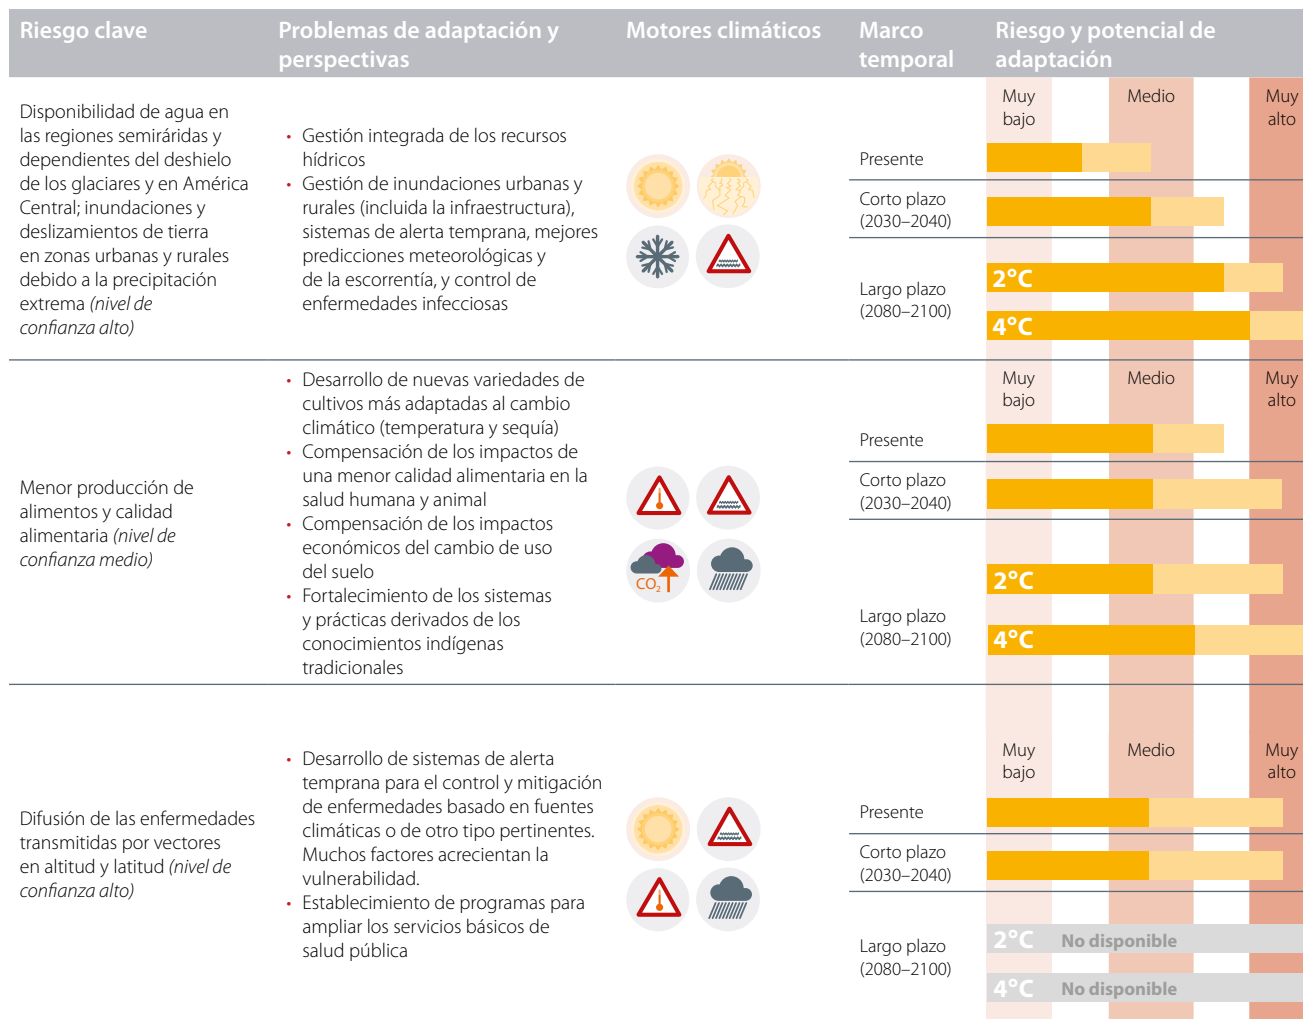 Riesgo clave
Problemas de adaptación y
perspectivas
Motores climáticos
Marco
temporal
Riesgo y potencial de
adaptación
Disponibilidad de agua en
las regiones semiráridas y
dependientes del deshielo
de los glaciares y en América
Central; inundaciones y
deslizamientos de tierra
en zonas urbanas y rurales
debido a la precipitación
extrema (nivel de
confianza alto)
• Gestión integrada de los recursos
hídricos
• Gestión de inundaciones urbanas y
rurales (incluida la infraestructura),
sistemas de alerta temprana, mejores
predicciones meteorológicas y
de la escorrentía, y control de
enfermedades infecciosas
Muy
bajo
Medio
Muy
alto
Presente
Corto plazo
(2030–2040)
Largo plazo
(2080–2100)
2°C
4°C
Menor producción de
alimentos y calidad
alimentaria (nivel de
confianza medio)
• Desarrollo de nuevas variedades de
cultivos más adaptadas al cambio
climático (temperatura y sequía)
• Compensación de los impactos de
una menor calidad alimentaria en la
salud humana y animal
• Compensación de los impactos
económicos del cambio de uso
del suelo
• Fortalecimiento de los sistemas
y prácticas derivados de los
conocimientos indígenas
tradicionales
CO₂
Muy
bajo
Medio
Muy
alto
Presente
Corto plazo
(2030–2040)
Largo plazo
(2080–2100)
2°C
4°C
Difusión de las enfermedades
transmitidas por vectores
en altitud y latitud (nivel de
confianza alto)
• Desarrollo de sistemas de alerta
temprana para el control y mitigación
de enfermedades basado en fuentes
climáticas o de otro tipo pertinentes.
Muchos factores acrecientan la
vulnerabilidad.
• Establecimiento de programas para
ampliar los servicios básicos de
salud pública
Muy
bajo
Medio
Muy
alto
Presente
Corto plazo
(2030–2040)
Largo plazo
(2080–2100)
2°C No disponible
4°C No disponible